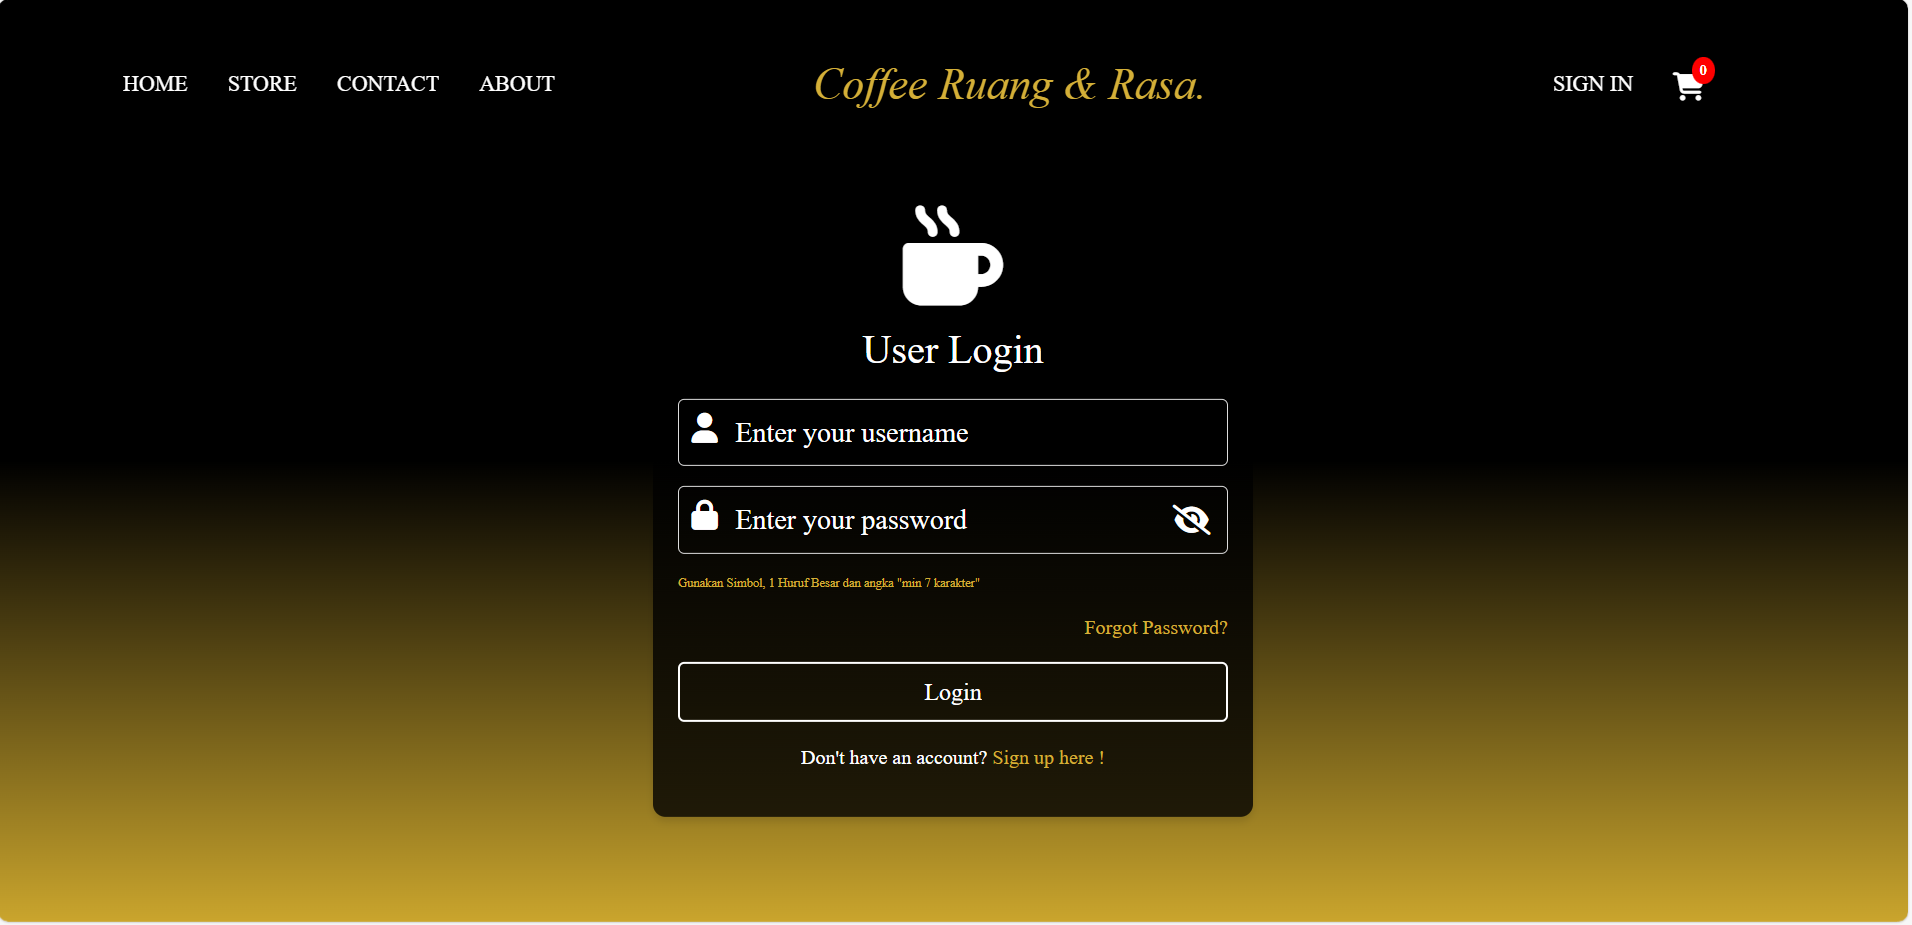 HOME STORE CONTACT ABOUT Coffee Ruang & Rasa. SIGN IN 0
User Login
Enter your username
Enter your password
Gunakan Simbol, 1 Huruf Besar dan angka "min 7 karakter"
Forgot Password?
Login
Don't have an account? Sign up here !